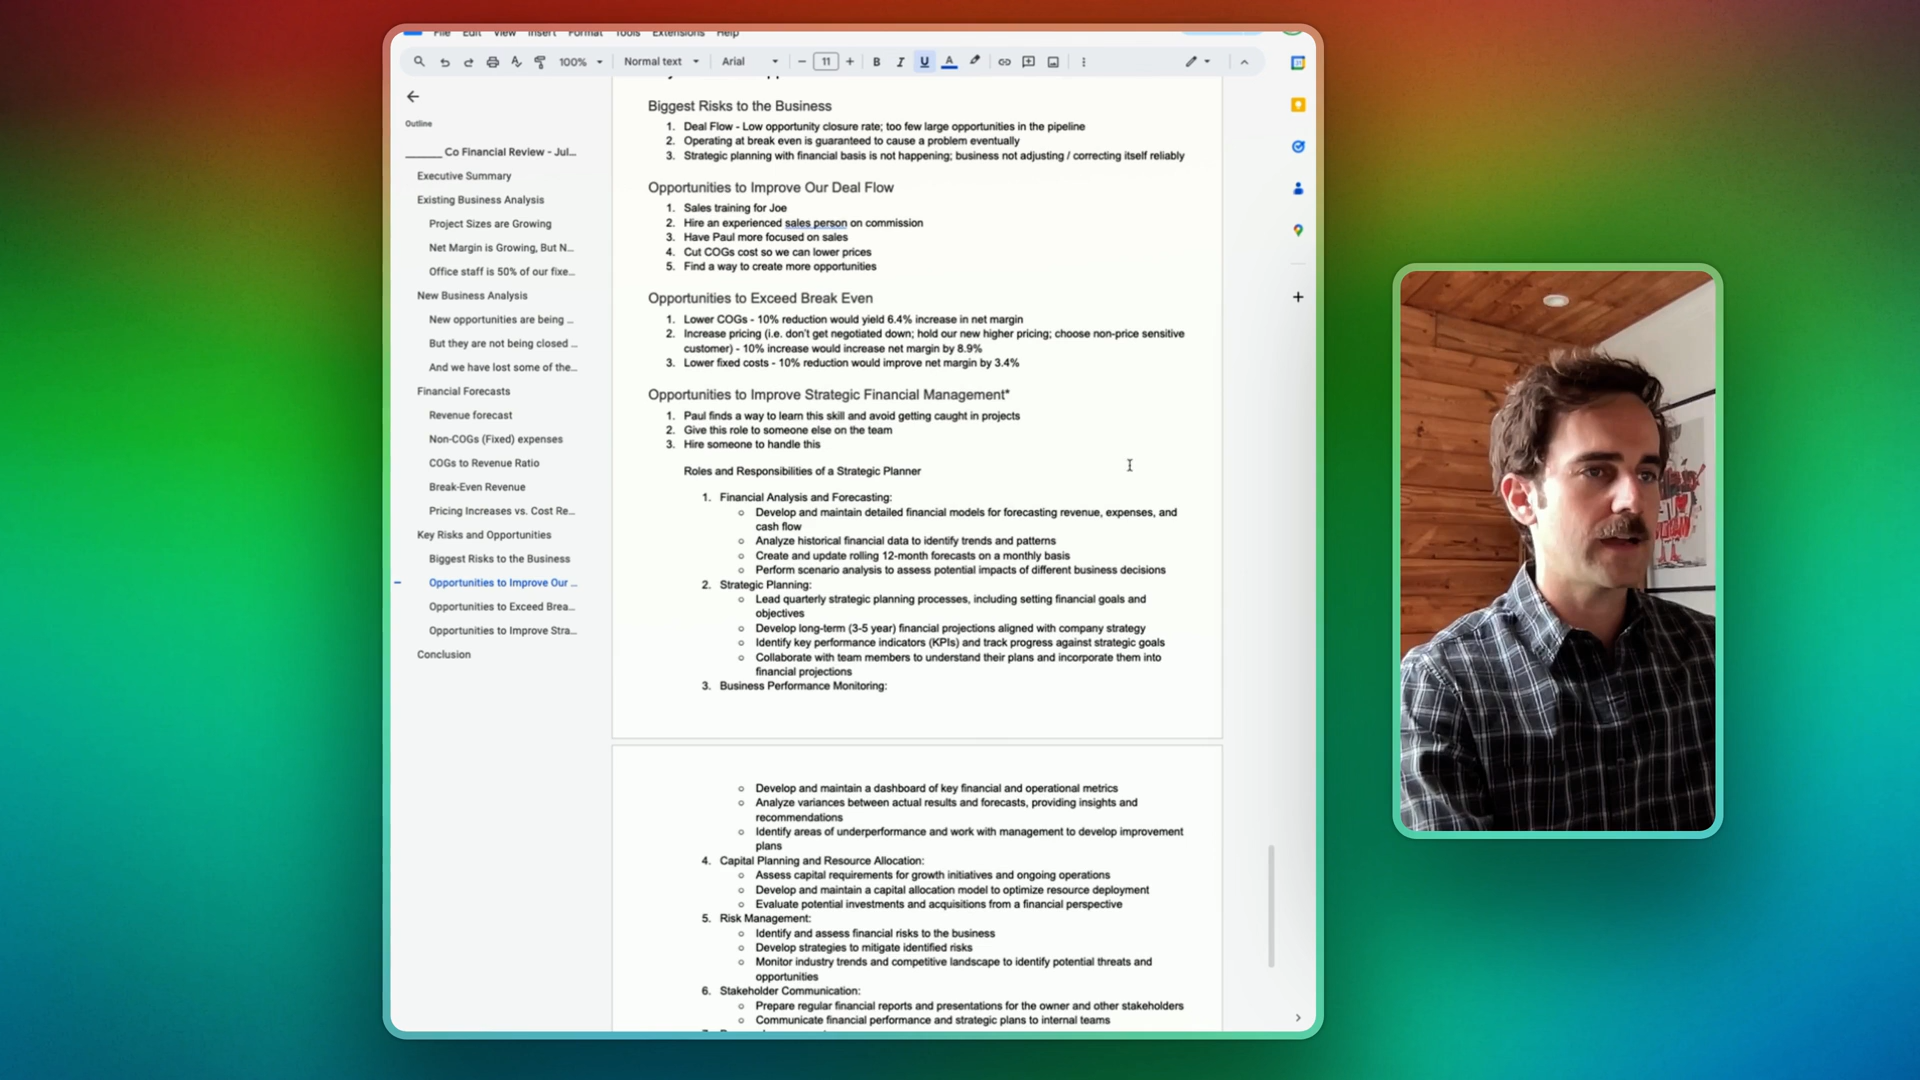 File Edit View Insert Format Tools Extensions Help
100% Normal text Arial 11 B I U A
Outline
______ Co Financial Review - Jul...
Executive Summary
Existing Business Analysis
Project Sizes are Growing
Net Margin is Growing, But N...
Office staff is 50% of our fixe...
New Business Analysis
New opportunities are being ...
But they are not being closed ...
And we have lost some of the...
Financial Forecasts
Revenue forecast
Non-COGs (Fixed) expenses
COGs to Revenue Ratio
Break-Even Revenue
Pricing Increases vs. Cost Re...
Key Risks and Opportunities
Biggest Risks to the Business
Opportunities to Improve Our ...
Opportunities to Exceed Brea...
Opportunities to Improve Stra...
Conclusion
Biggest Risks to the Business
1. Deal Flow - Low opportunity closure rate; too few large opportunities in the pipeline
2. Operating at break even is guaranteed to cause a problem eventually
3. Strategic planning with financial basis is not happening; business not adjusting / correcting itself reliably
Opportunities to Improve Our Deal Flow
1. Sales training for Joe
2. Hire an experienced sales person on commission
3. Have Paul more focused on sales
4. Cut COGs cost so we can lower prices
5. Find a way to create more opportunities
Opportunities to Exceed Break Even
1. Lower COGs - 10% reduction would yield 6.4% increase in net margin
2. Increase pricing (i.e. don't get negotiated down; hold our new higher pricing; choose non-price sensitive
customer) - 10% increase would increase net margin by 8.9%
3. Lower fixed costs - 10% reduction would improve net margin by 3.4%
Opportunities to Improve Strategic Financial Management*
1. Paul finds a way to learn this skill and avoid getting caught in projects
2. Give this role to someone else on the team
3. Hire someone to handle this
Roles and Responsibilities of a Strategic Planner
1. Financial Analysis and Forecasting:
○ Develop and maintain detailed financial models for forecasting revenue, expenses, and
cash flow
○ Analyze historical financial data to identify trends and patterns
○ Create and update rolling 12-month forecasts on a monthly basis
○ Perform scenario analysis to assess potential impacts of different business decisions
2. Strategic Planning:
○ Lead quarterly strategic planning processes, including setting financial goals and
objectives
○ Develop long-term (3-5 year) financial projections aligned with company strategy
○ Identify key performance indicators (KPIs) and track progress against strategic goals
○ Collaborate with team members to understand their plans and incorporate them into
financial projections
3. Business Performance Monitoring:
○ Develop and maintain a dashboard of key financial and operational metrics
○ Analyze variances between actual results and forecasts, providing insights and
recommendations
○ Identify areas of underperformance and work with management to develop improvement
plans
4. Capital Planning and Resource Allocation:
○ Assess capital requirements for growth initiatives and ongoing operations
○ Develop and maintain a capital allocation model to optimize resource deployment
○ Evaluate potential investments and acquisitions from a financial perspective
5. Risk Management:
○ Identify and assess financial risks to the business
○ Develop strategies to mitigate identified risks
○ Monitor industry trends and competitive landscape to identify potential threats and
opportunities
6. Stakeholder Communication:
○ Prepare regular financial reports and presentations for the owner and other stakeholders
○ Communicate financial performance and strategic plans to internal teams